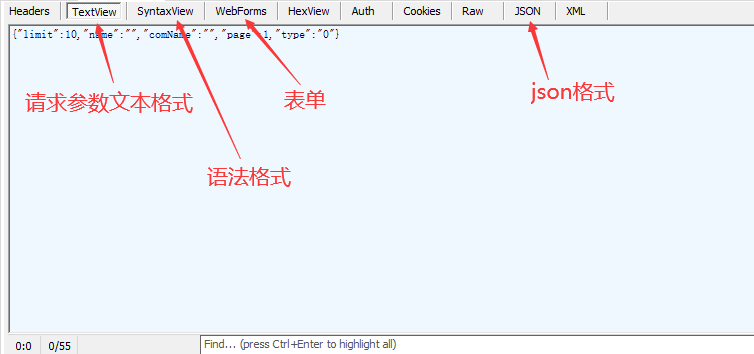 Headers TextView SyntaxView WebForms HexView Auth Cookies Raw JSON XML
{"limit":10,"name":"","comName":"","page" 1,"type":"0"}
请求参数文本格式
表单
json格式
语法格式
0:0 0/55 Find... (press Ctrl+Enter to highlight all)